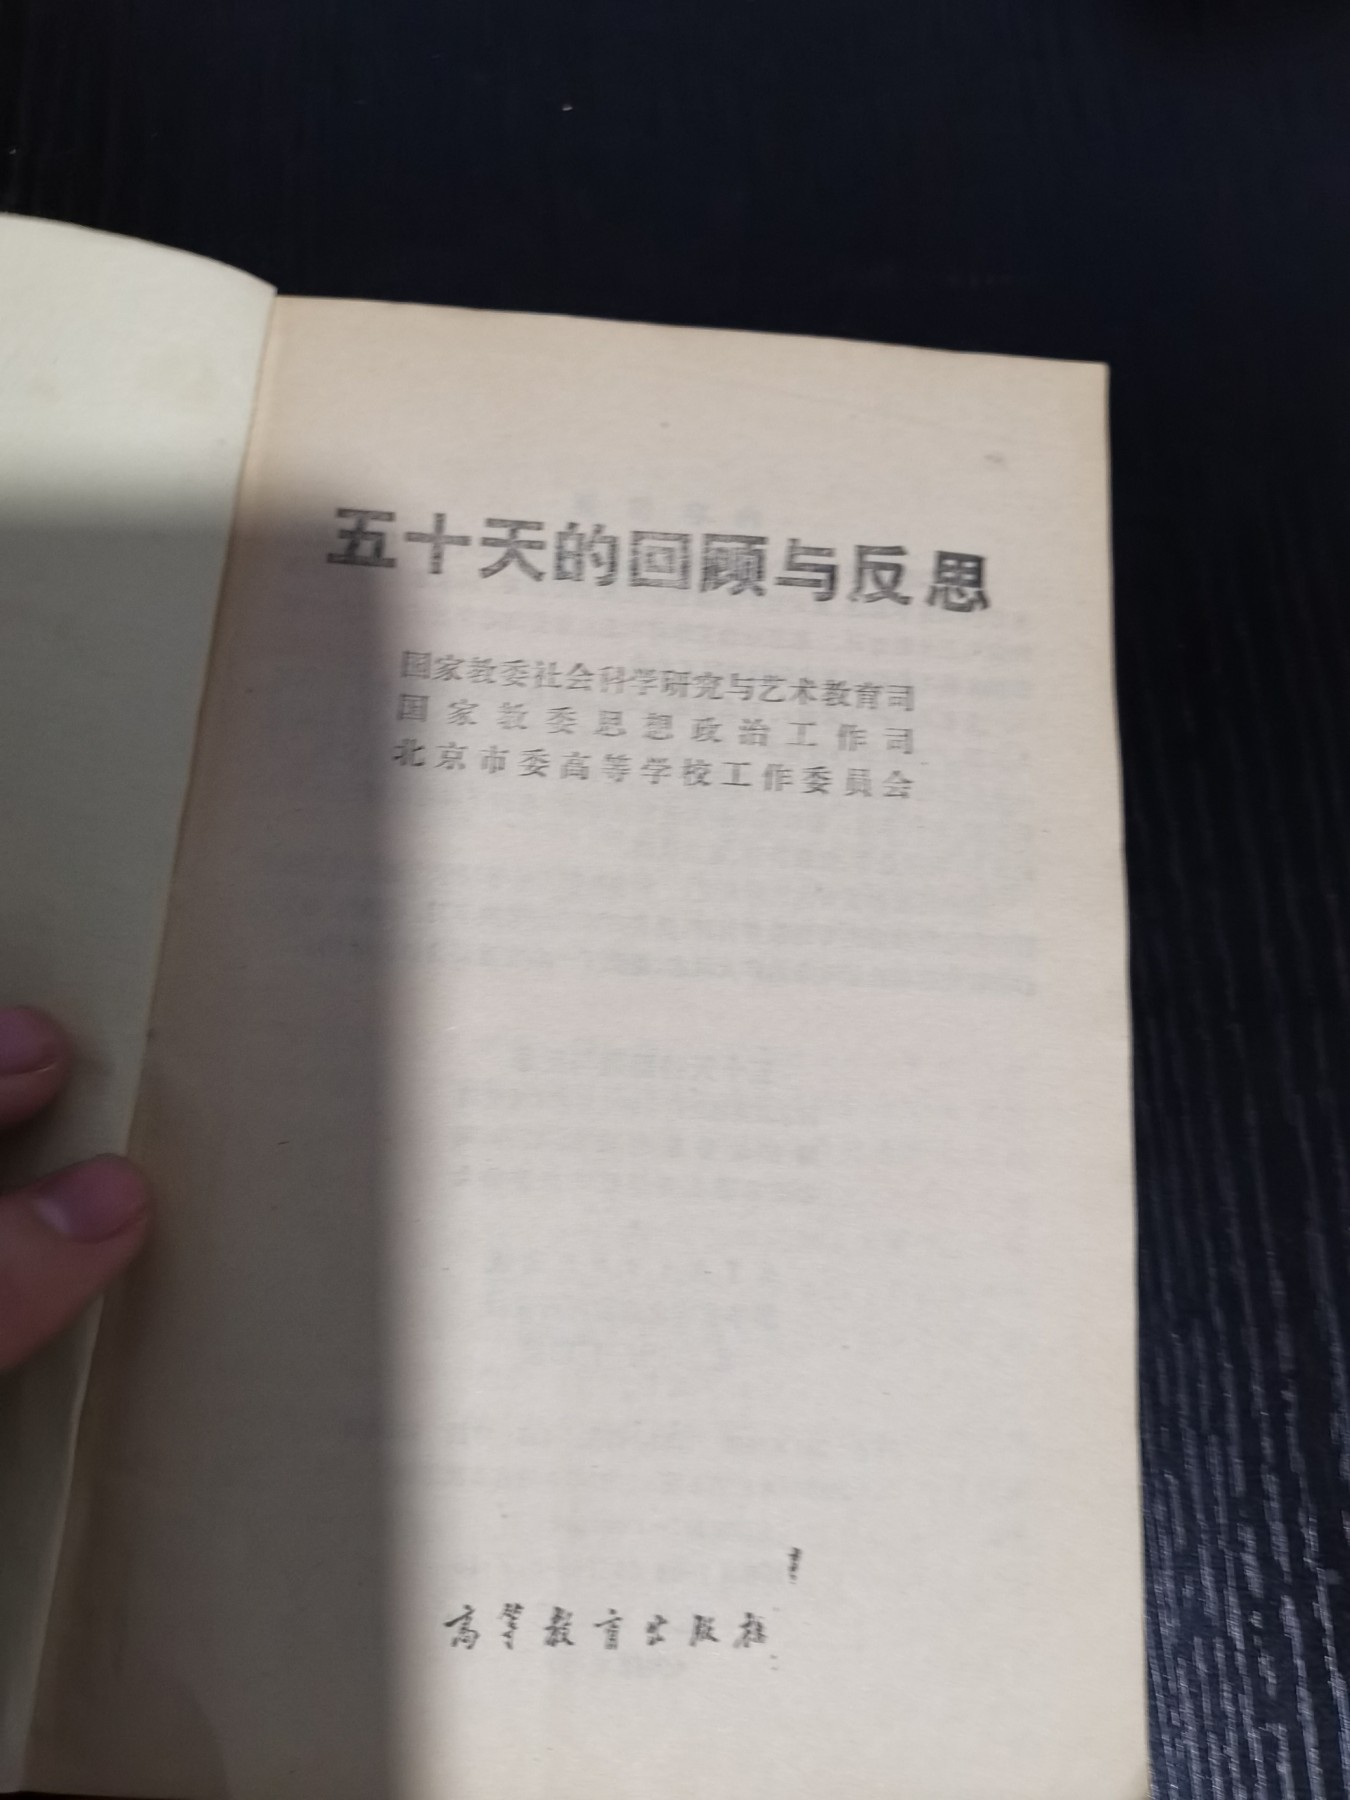 五十天的回顾与反思
国家教委社会科学研究与艺术教育司
国家教委思想政治工作司
北京市委高等学校工作委员会
高等教育出版社